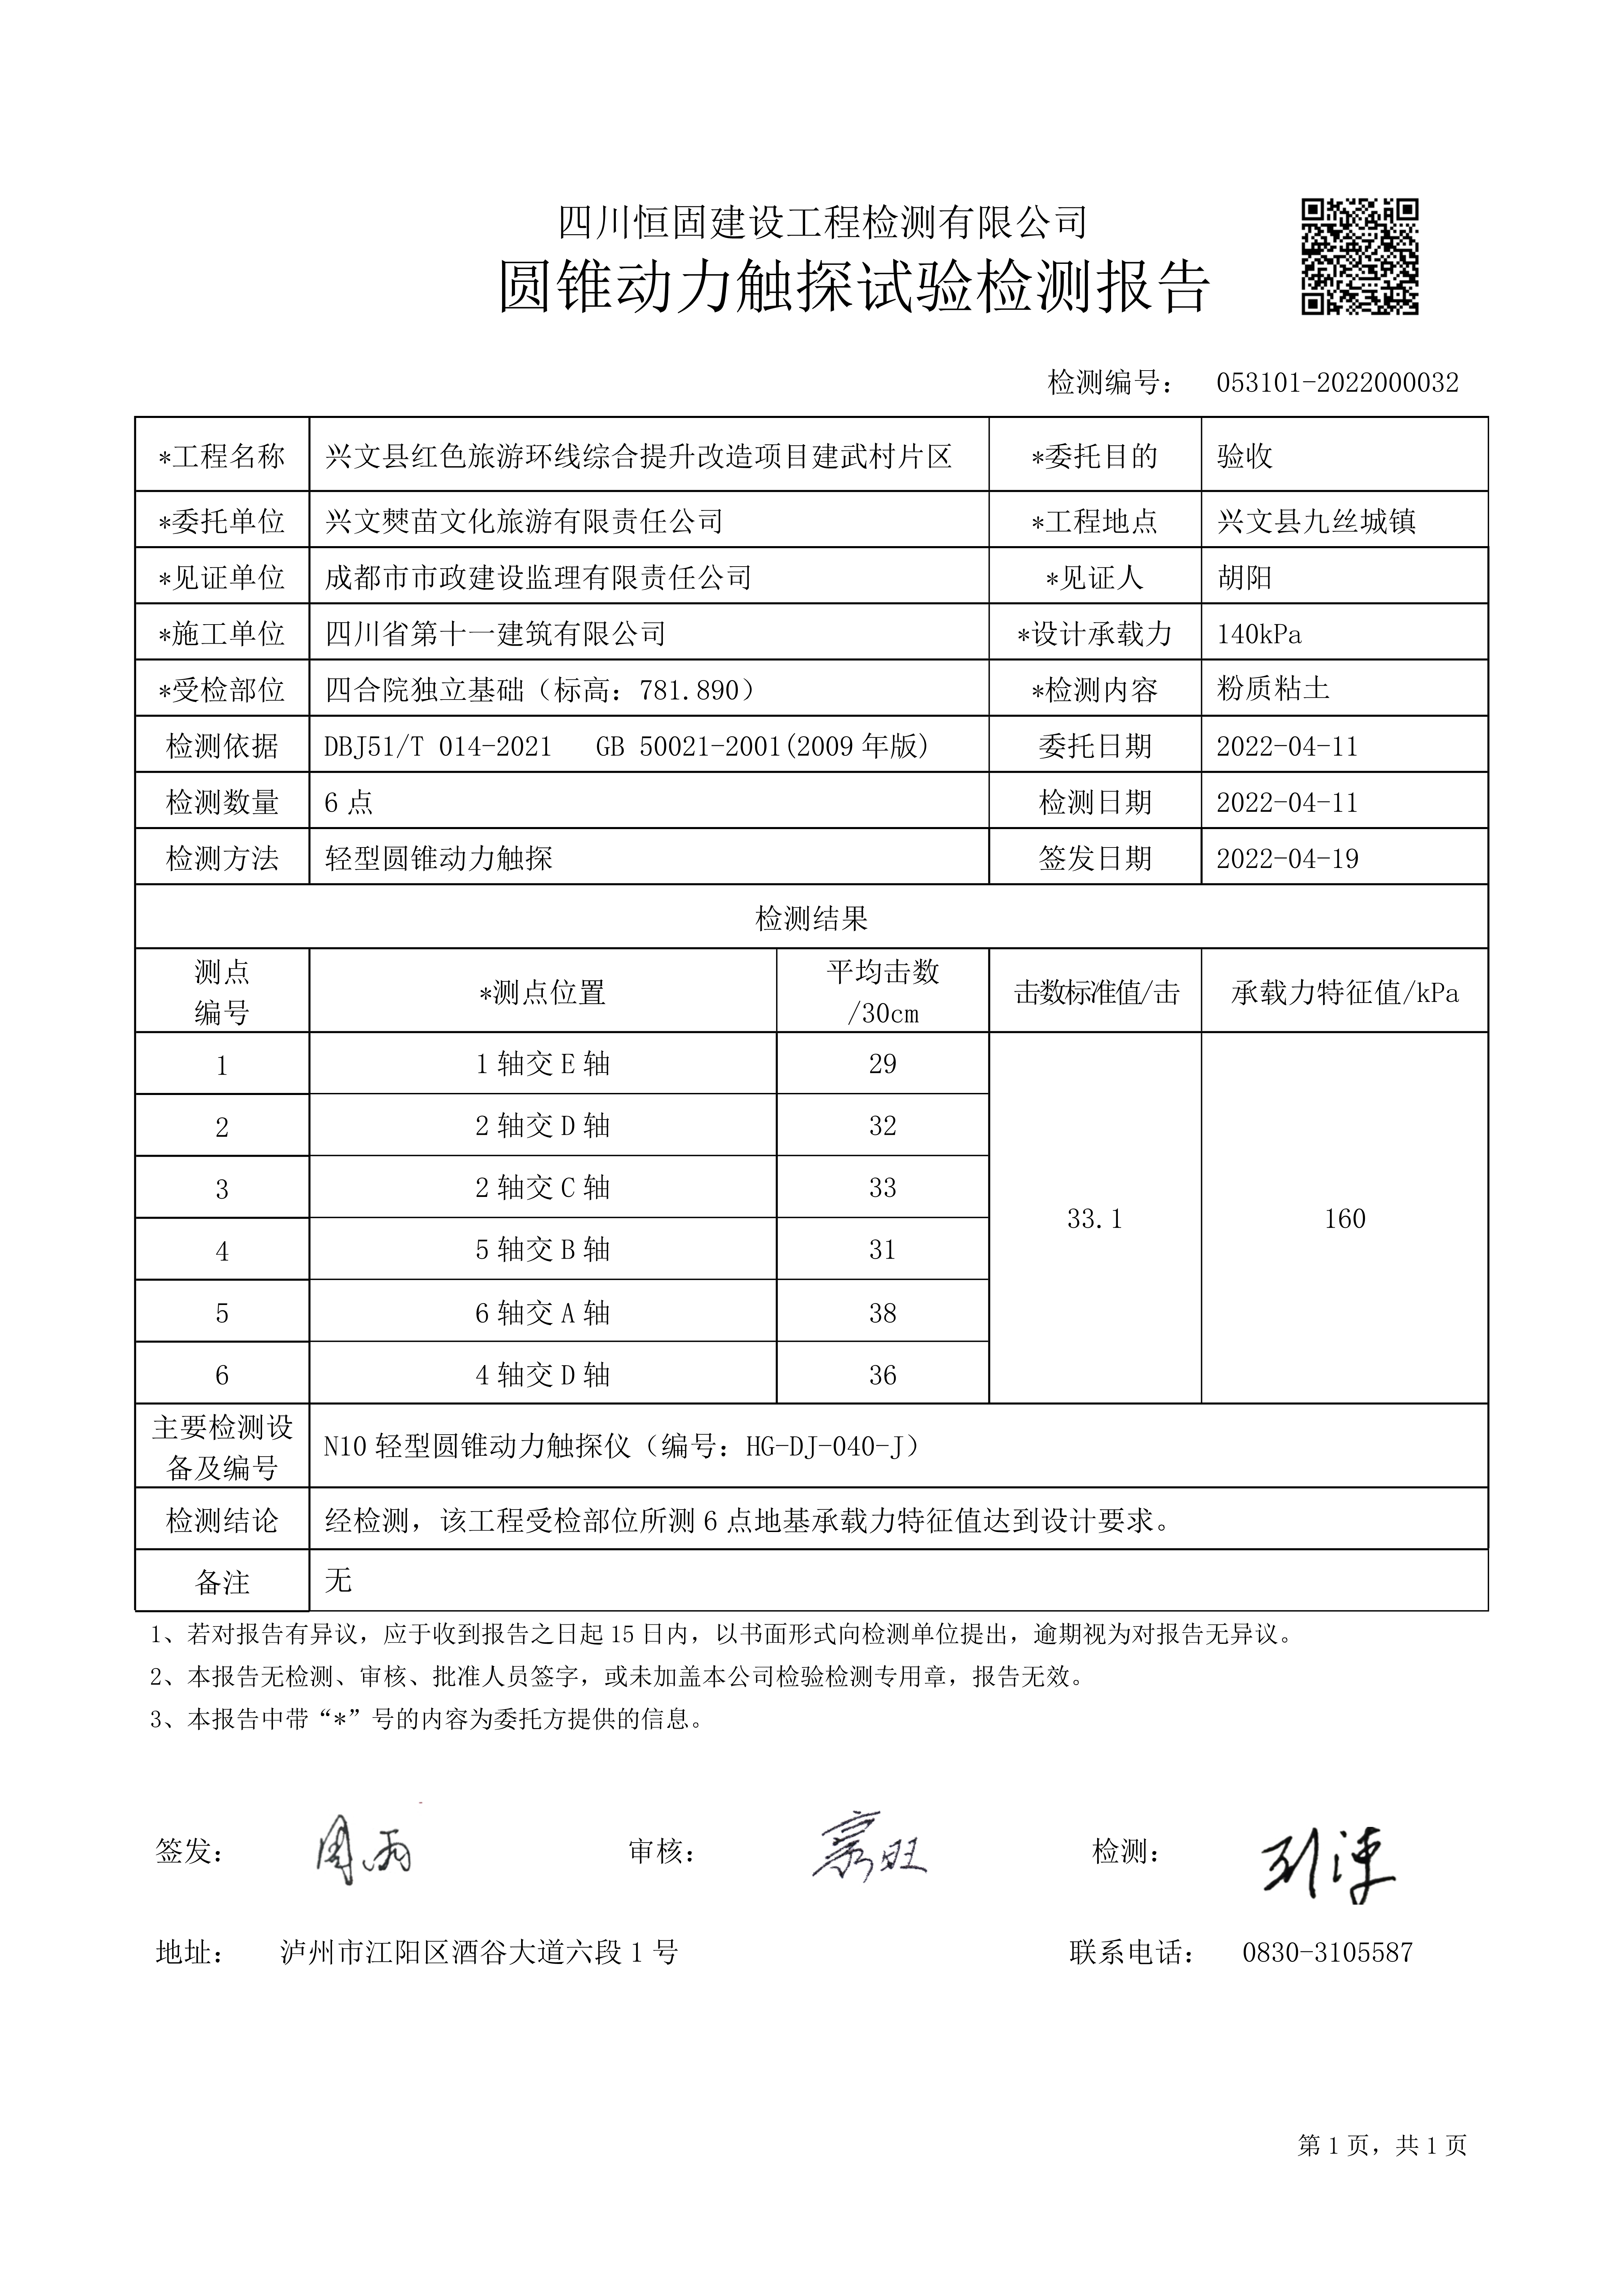 四川恒固建设工程检测有限公司
圆锥动力触探试验检测报告
检测编号： 053101-2022000032
*工程名称 兴文县红色旅游环线综合提升改造项目建武村片区 *委托目的 验收
*委托单位 兴文僰苗文化旅游有限责任公司 *工程地点 兴文县九丝城镇
*见证单位 成都市市政建设监理有限责任公司 *见证人 胡阳
*施工单位 四川省第十一建筑有限公司 *设计承载力 140kPa
*受检部位 四合院独立基础（标高：781.890） *检测内容 粉质粘土
检测依据 DBJ51/T 014-2021 GB 50021-2001(2009年版) 委托日期 2022-04-11
检测数量 6点 检测日期 2022-04-11
检测方法 轻型圆锥动力触探 签发日期 2022-04-19
检测结果
测点编号 *测点位置 平均击数/30cm 击数标准值/击 承载力特征值/kPa
1 1轴交E轴 29
2 2轴交D轴 32
3 2轴交C轴 33
33.1 160
4 5轴交B轴 31
5 6轴交A轴 38
6 4轴交D轴 36
主要检测设备及编号 N10轻型圆锥动力触探仪（编号：HG-DJ-040-J）
检测结论 经检测，该工程受检部位所测6点地基承载力特征值达到设计要求。
备注 无
1、若对报告有异议，应于收到报告之日起15日内，以书面形式向检测单位提出，逾期视为对报告无异议。
2、本报告无检测、审核、批准人员签字，或未加盖本公司检验检测专用章，报告无效。
3、本报告中带“*”号的内容为委托方提供的信息。
签发： 审核： 检测：
地址： 泸州市江阳区酒谷大道六段1号 联系电话： 0830-3105587
第1页，共1页